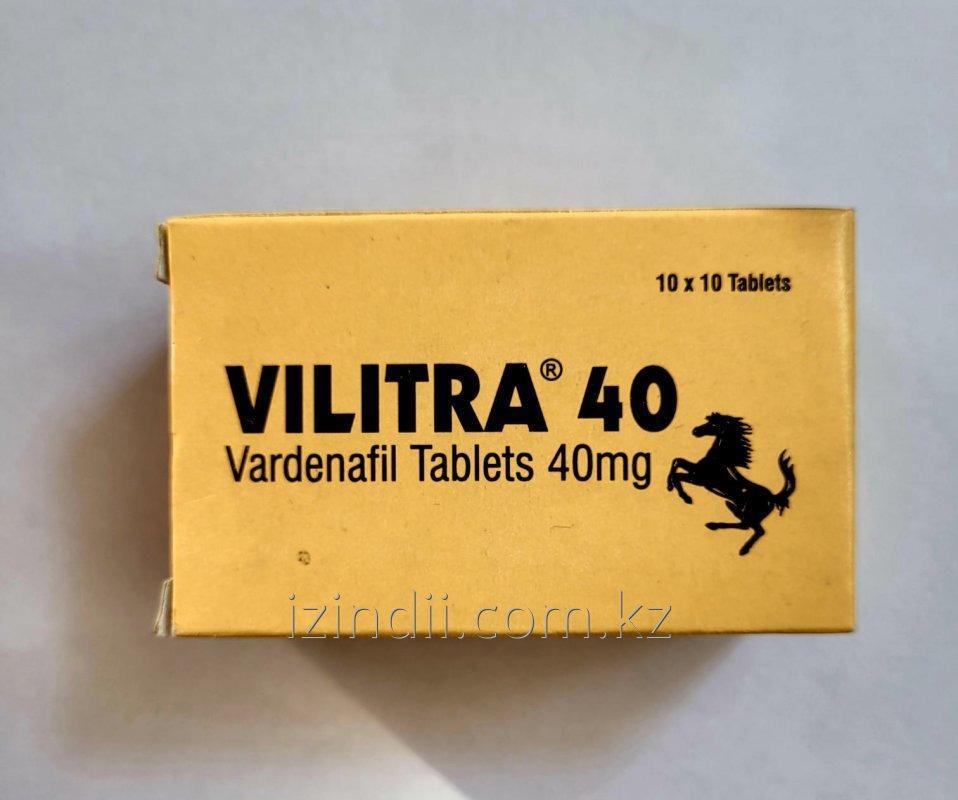 10 x 10 Tablets
VILITRA® 40
Vardenafil Tablets 40mg
izindii.com.kz